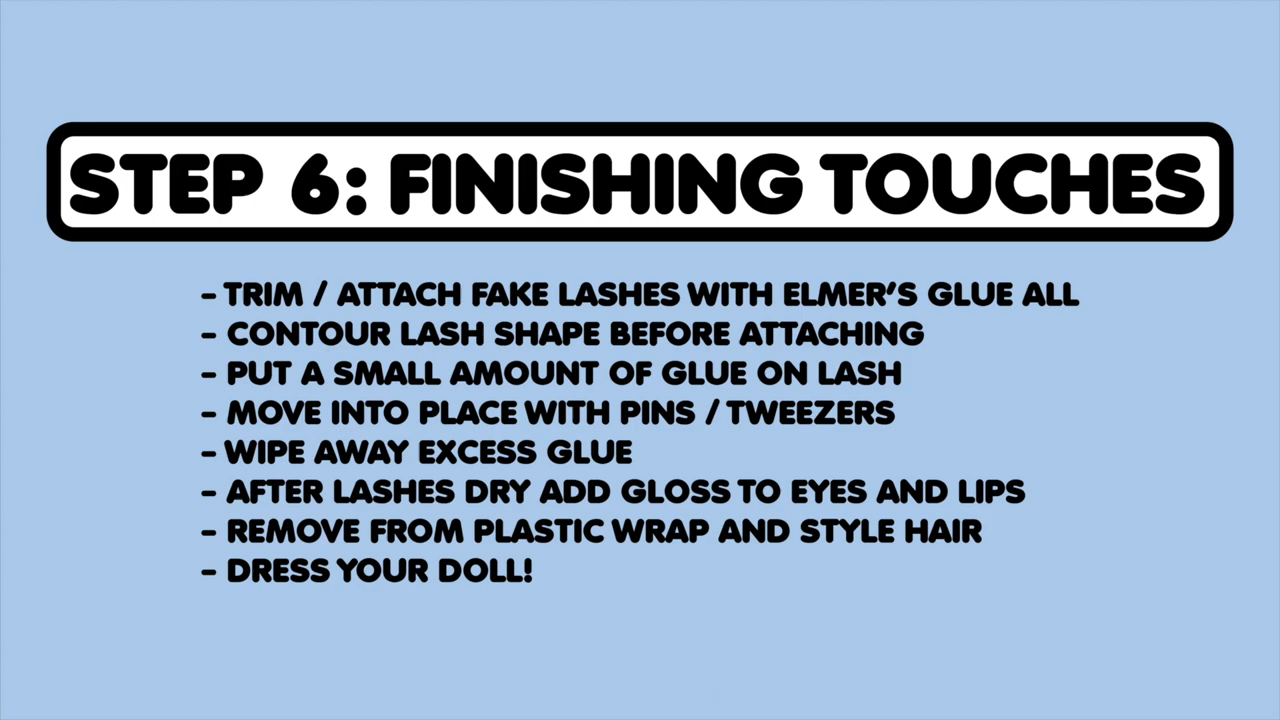 STEP 6: FINISHING TOUCHES
- TRIM / ATTACH FAKE LASHES WITH ELMER'S GLUE ALL
- CONTOUR LASH SHAPE BEFORE ATTACHING
- PUT A SMALL AMOUNT OF GLUE ON LASH
- MOVE INTO PLACE WITH PINS / TWEEZERS
- WIPE AWAY EXCESS GLUE
- AFTER LASHES DRY ADD GLOSS TO EYES AND LIPS
- REMOVE FROM PLASTIC WRAP AND STYLE HAIR
- DRESS YOUR DOLL!